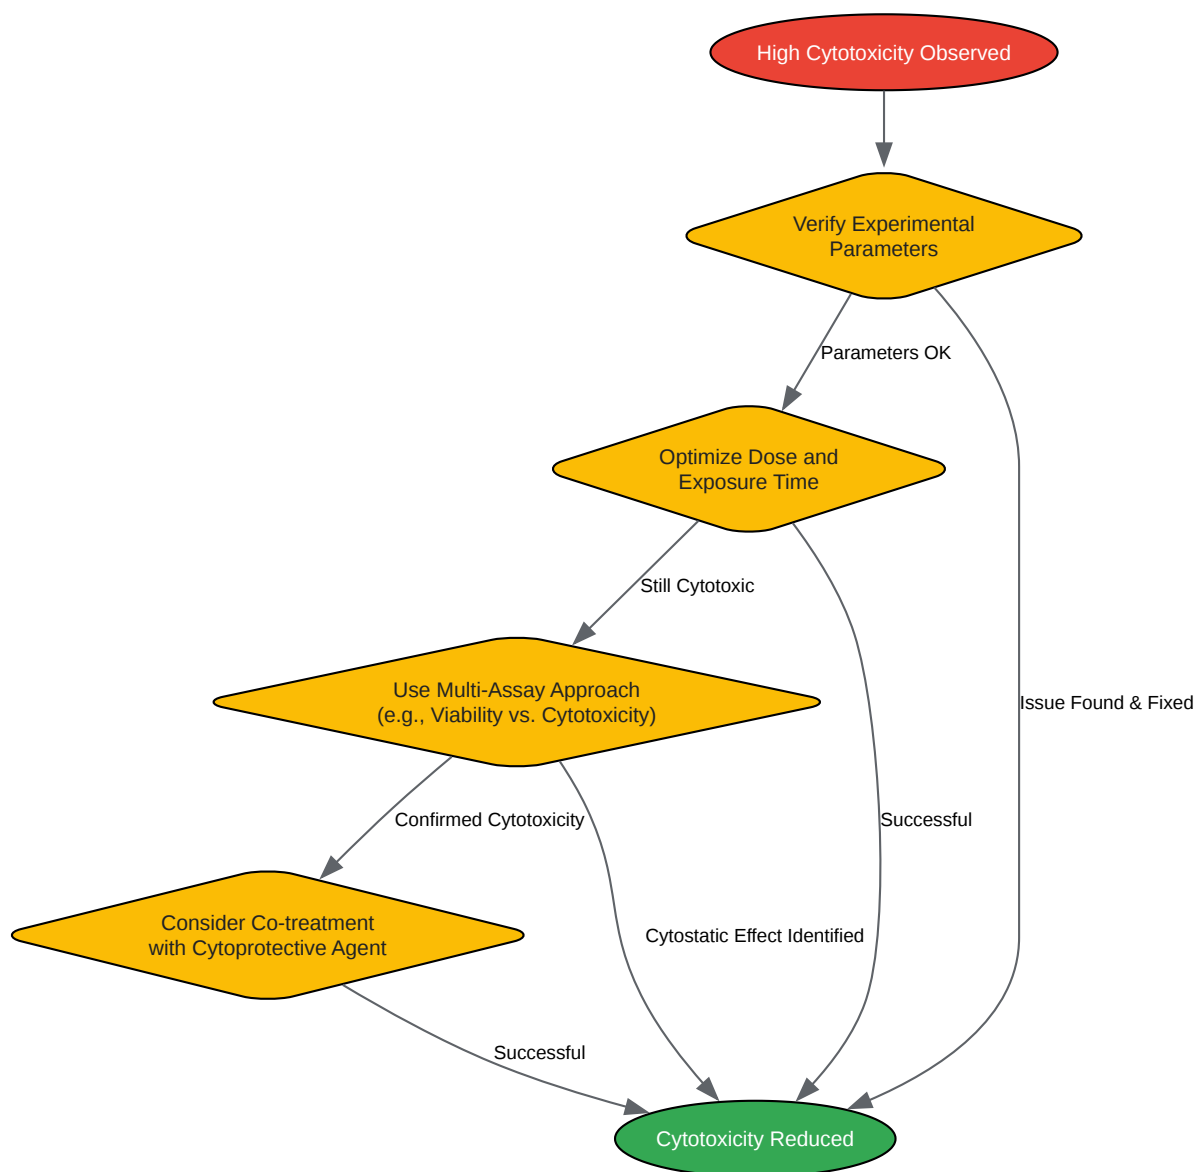 High Cytotoxicity Observed
Verify Experimental
Parameters
Parameters OK
Optimize Dose and
Exposure Time
Still Cytotoxic
Use Multi-Assay Approach
(e.g., Viability vs. Cytotoxicity)
Issue Found & Fixed
Confirmed Cytotoxicity
Successful
Consider Co-treatment
with Cytoprotective Agent
Cytostatic Effect Identified
Successful
Cytotoxicity Reduced